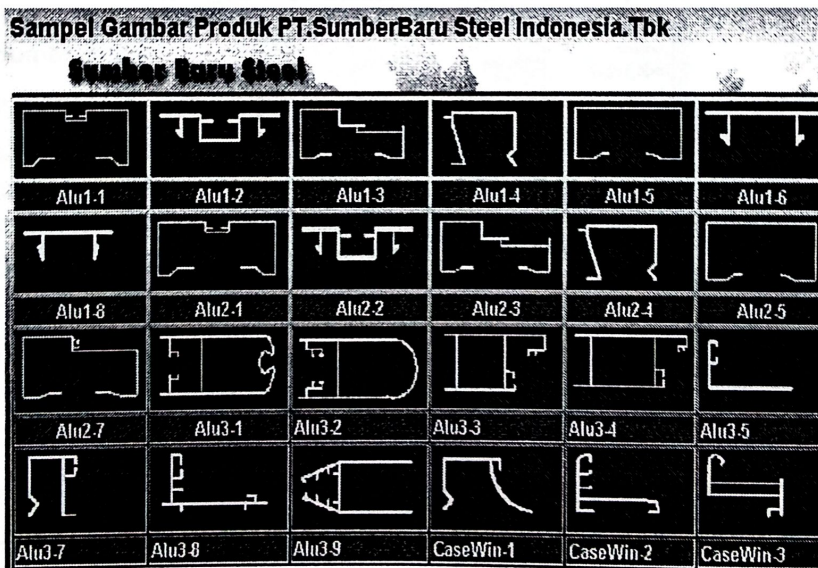 Sampel Gambar Produk PT.SumberBaru Steel Indonesia.Tbk
Sumber Baru Steel
Alu1-1 Alu1-2 Alu1-3 Alu1-4 Alu1-5 Alu1-6
Alu1-8 Alu2-1 Alu2-2 Alu2-3 Alu2-4 Alu2-5
Alu2-7 Alu3-1 Alu3-2 Alu3-3 Alu3-4 Alu3-5
Alu3-7 Alu3-8 Alu3-9 CaseWin-1 CaseWin-2 CaseWin-3